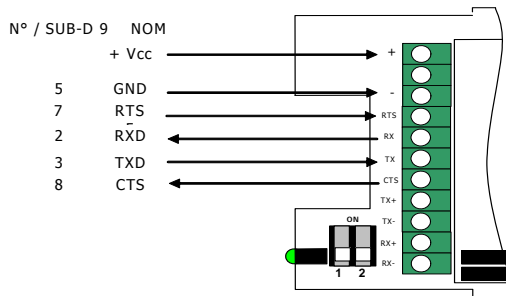 N° / SUB-D 9 NOM
+ Vcc +
5 GND -
7 RTS RTS
2 RXD RX
3 TXD TX
8 CTS CTS
TX+
TX-
ON RX+
1 2 RX-